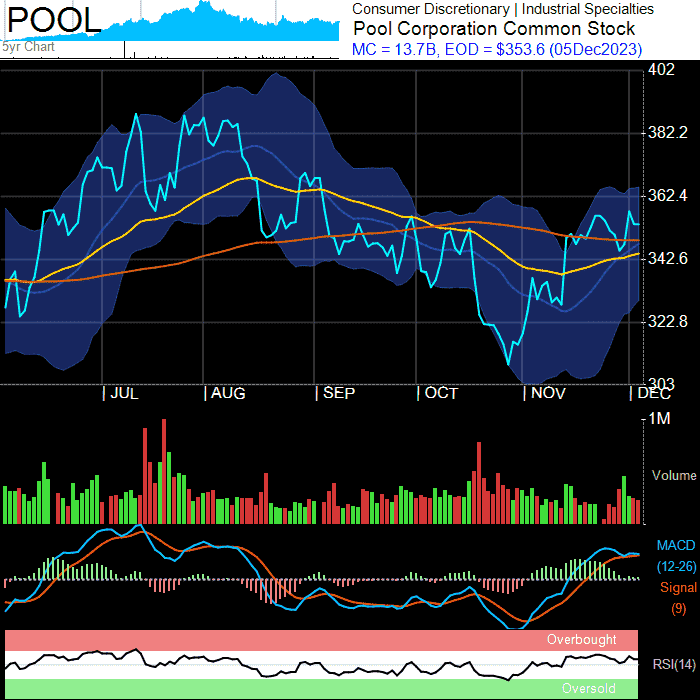 POOL
5yr Chart
Consumer Discretionary | Industrial Specialties
Pool Corporation Common Stock
MC = 13.7B, EOD = $353.6 (05Dec2023)
402
382.2
362.4
342.6
322.8
303
| JUL | AUG | SEP | OCT | NOV | DEC
1M
Volume
MACD
(12-26)
Signal
(9)
Overbought
RSI(14)
Oversold